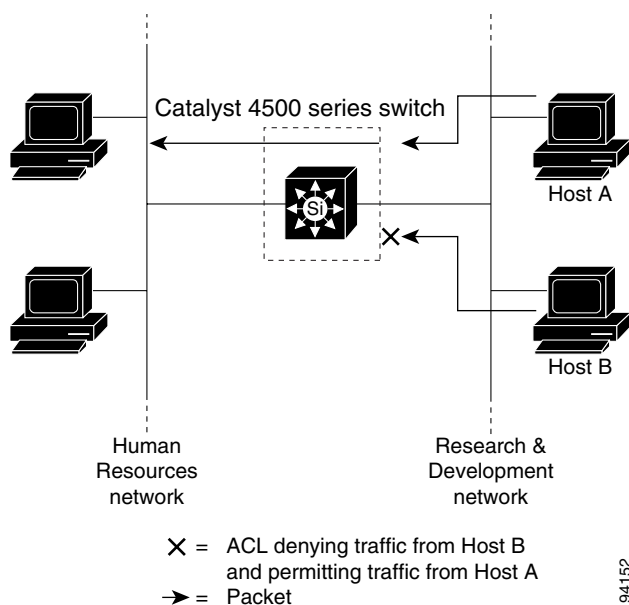 Catalyst 4500 series switch
Si
Host A
Host B
Human
Resources
network
Research &
Development
network
X = ACL denying traffic from Host B
and permitting traffic from Host A
= Packet
94152